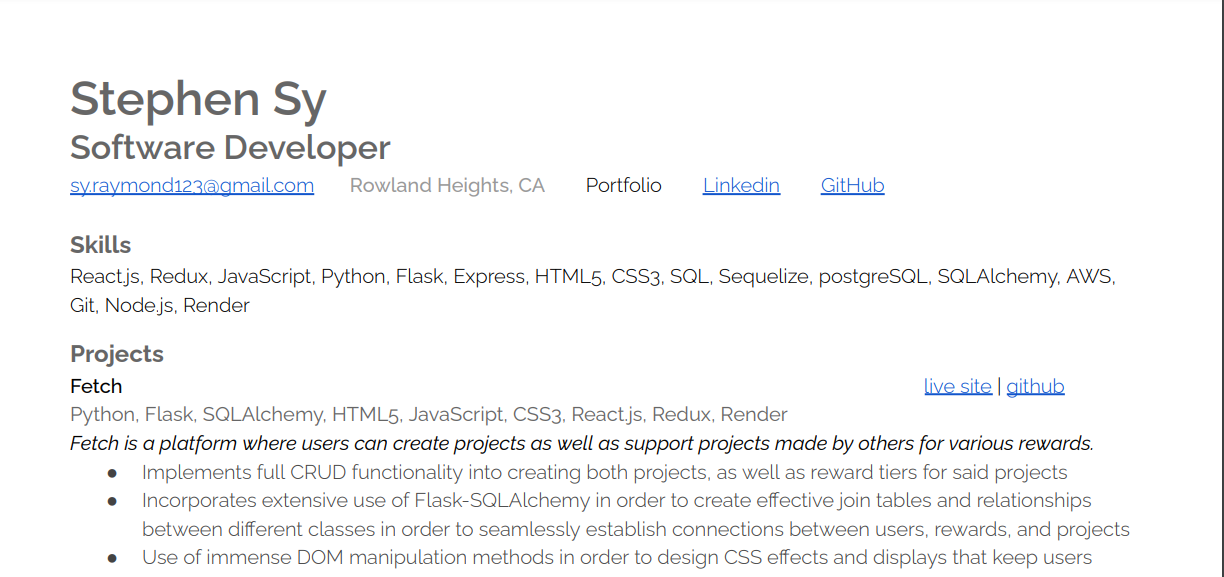 Stephen Sy
Software Developer
sy.raymond123@gmail.com Rowland Heights, CA Portfolio Linkedin GitHub
Skills
React.js, Redux, JavaScript, Python, Flask, Express, HTML5, CSS3, SQL, Sequelize, postgreSQL, SQLAlchemy, AWS,
Git, Node.js, Render
Projects
Fetch live site | github
Python, Flask, SQLAlchemy, HTML5, JavaScript, CSS3, React.js, Redux, Render
Fetch is a platform where users can create projects as well as support projects made by others for various rewards.
● Implements full CRUD functionality into creating both projects, as well as reward tiers for said projects
● Incorporates extensive use of Flask-SQLAlchemy in order to create effective join tables and relationships
between different classes in order to seamlessly establish connections between users, rewards, and projects
● Use of immense DOM manipulation methods in order to design CSS effects and displays that keep users